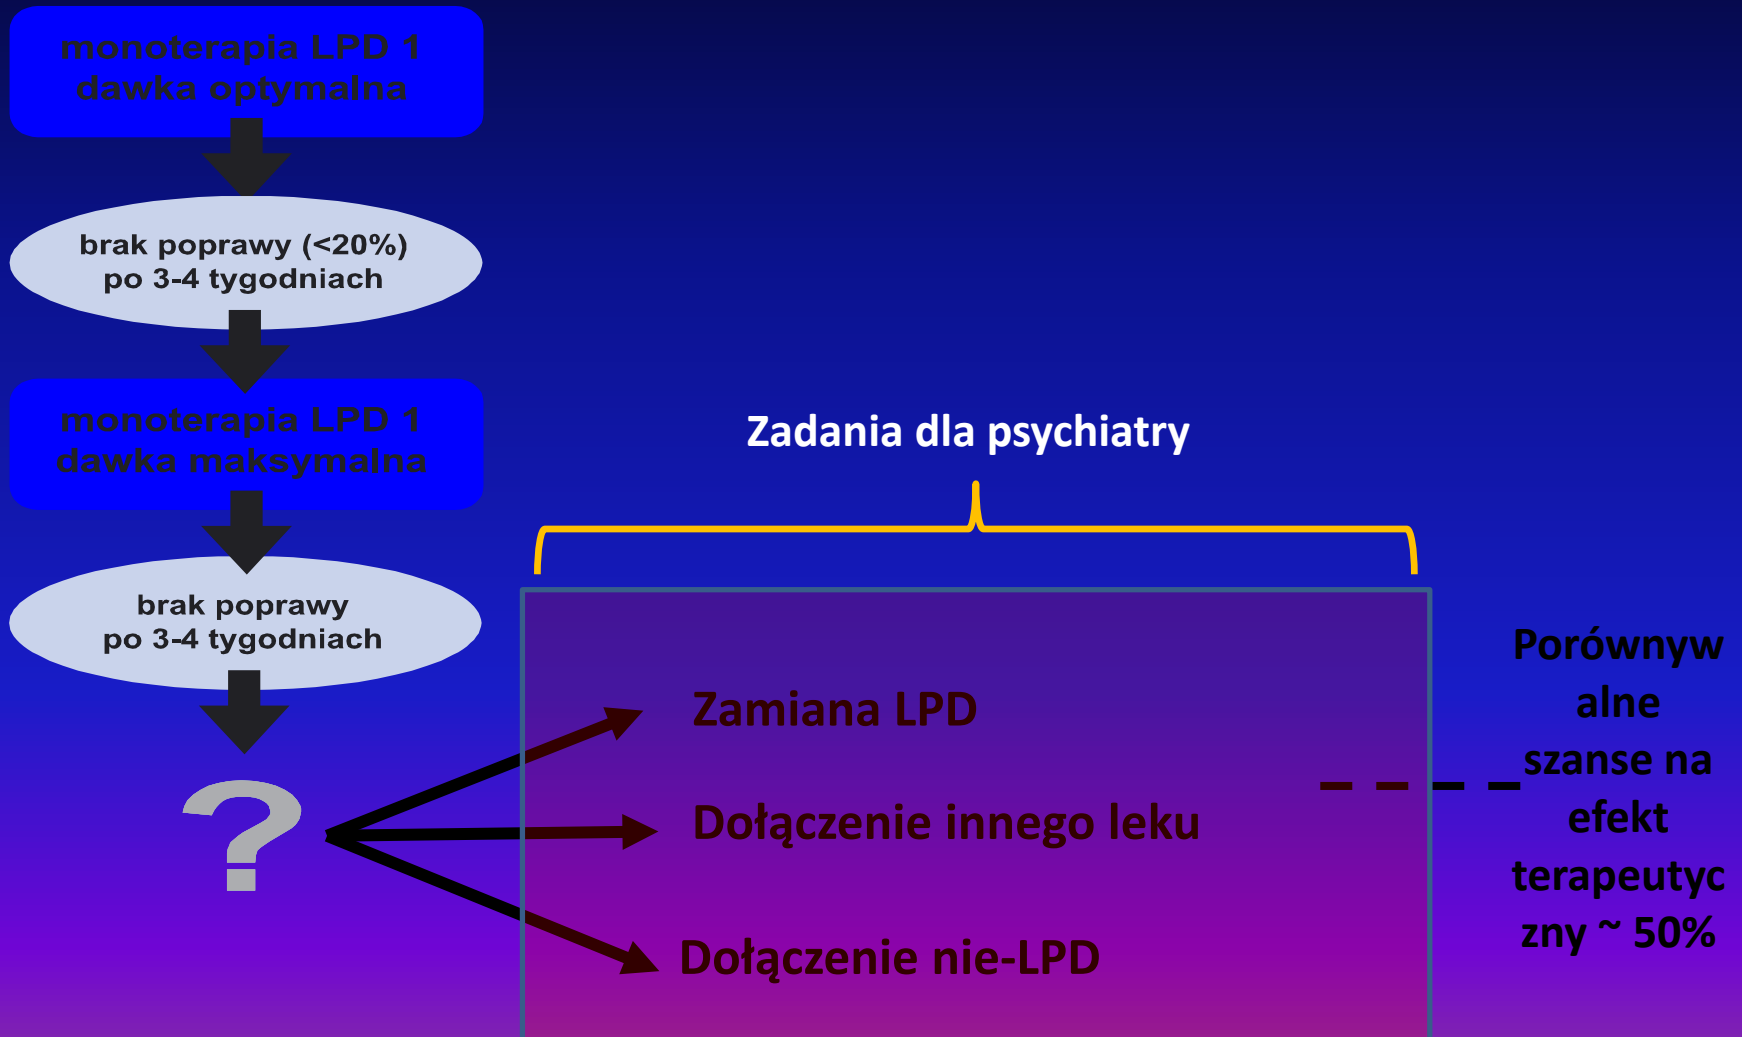 monoterapia LPD 1
dawka optymalna
brak poprawy (<20%)
po 3-4 tygodniach
monoterapia LPD 1
dawka maksymalna
brak poprawy
po 3-4 tygodniach
?
Zadania dla psychiatry
Zamiana LPD
Dołączenie innego leku
Dołączenie nie-LPD
Porównyw
alne
szanse na
efekt
terapeutyc
zny ~ 50%